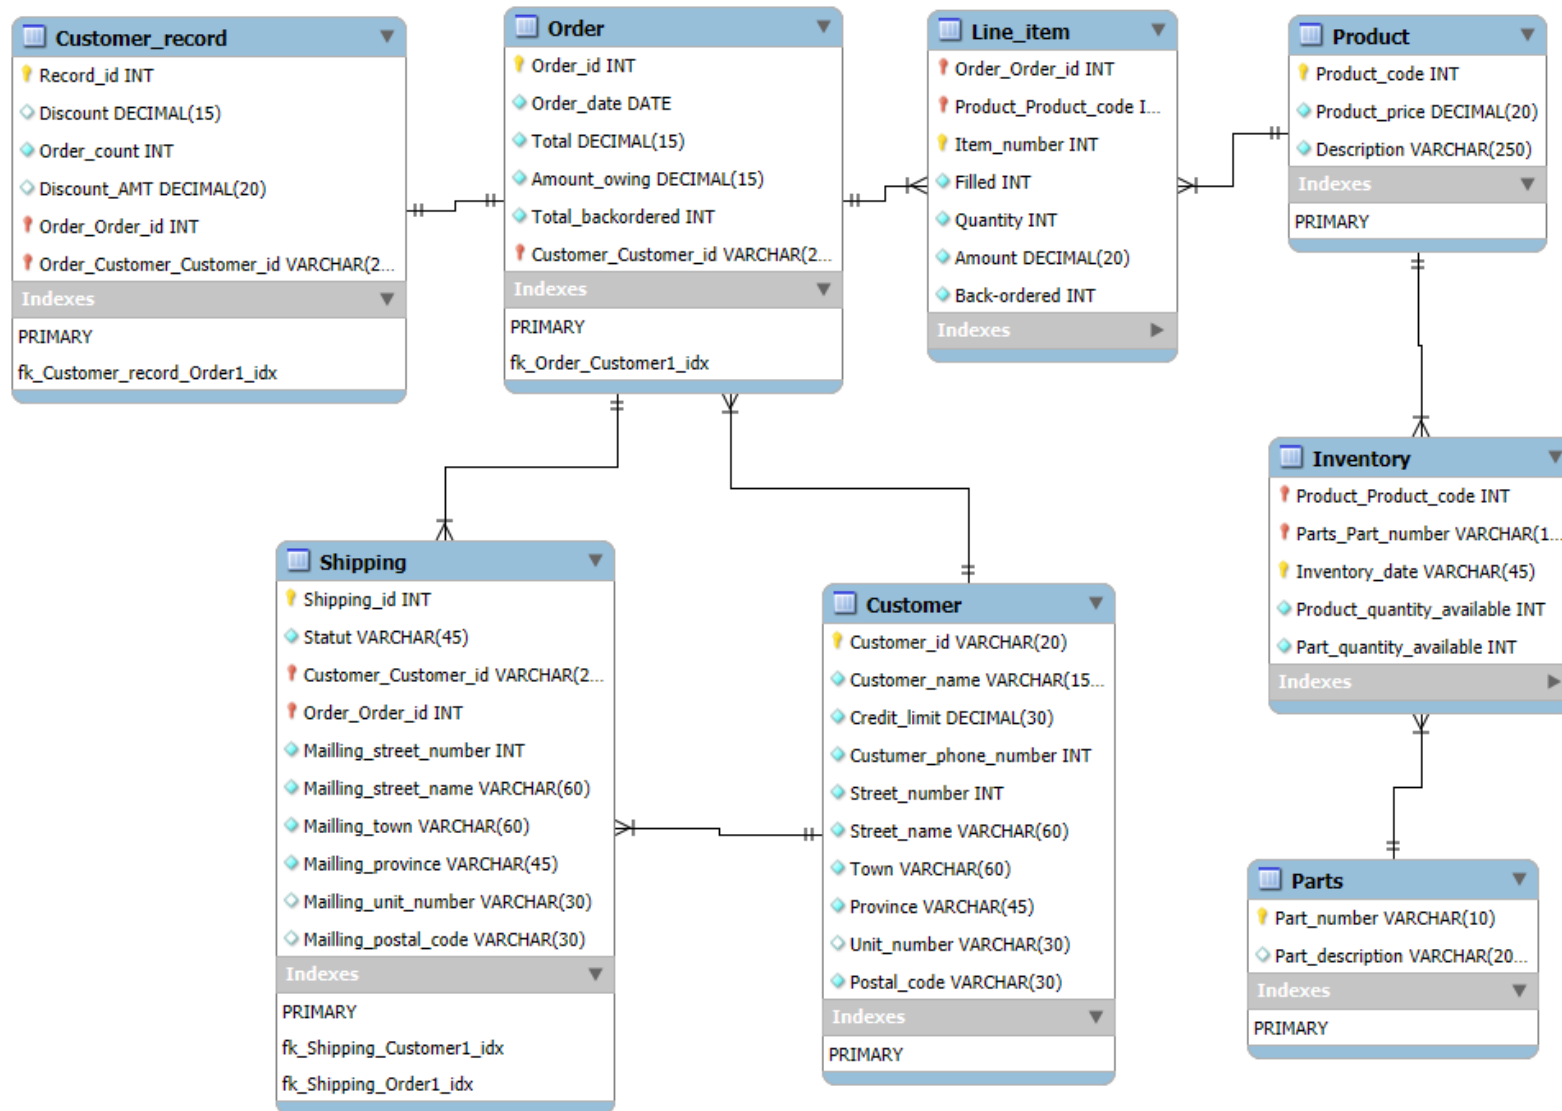 Customer_record
Record_id INT
Discount DECIMAL(15)
Order_count INT
Discount_AMT DECIMAL(20)
Order_Order_id INT
Order_Customer_Customer_id VARCHAR(2...
Indexes
PRIMARY
fk_Customer_record_Order1_idx
Order
Order_id INT
Order_date DATE
Total DECIMAL(15)
Amount_owing DECIMAL(15)
Total_backordered INT
Customer_Customer_id VARCHAR(2...
Indexes
PRIMARY
fk_Order_Customer1_idx
Line_item
Order_Order_id INT
Product_Product_code I...
Item_number INT
Filled INT
Quantity INT
Amount DECIMAL(20)
Back-ordered INT
Indexes
Product
Product_code INT
Product_price DECIMAL(20)
Description VARCHAR(250)
Indexes
PRIMARY
Shipping
Shipping_id INT
Statut VARCHAR(45)
Customer_Customer_id VARCHAR(2...
Order_Order_id INT
Mailling_street_number INT
Mailling_street_name VARCHAR(60)
Mailling_town VARCHAR(60)
Mailling_province VARCHAR(45)
Mailling_unit_number VARCHAR(30)
Mailling_postal_code VARCHAR(30)
Indexes
PRIMARY
fk_Shipping_Customer1_idx
fk_Shipping_Order1_idx
Customer
Customer_id VARCHAR(20)
Customer_name VARCHAR(15...
Credit_limit DECIMAL(30)
Custumer_phone_number INT
Street_number INT
Street_name VARCHAR(60)
Town VARCHAR(60)
Province VARCHAR(45)
Unit_number VARCHAR(30)
Postal_code VARCHAR(30)
Indexes
PRIMARY
Inventory
Product_Product_code INT
Parts_Part_number VARCHAR(1...
Inventory_date VARCHAR(45)
Product_quantity_available INT
Part_quantity_available INT
Indexes
Parts
Part_number VARCHAR(10)
Part_description VARCHAR(20...
Indexes
PRIMARY